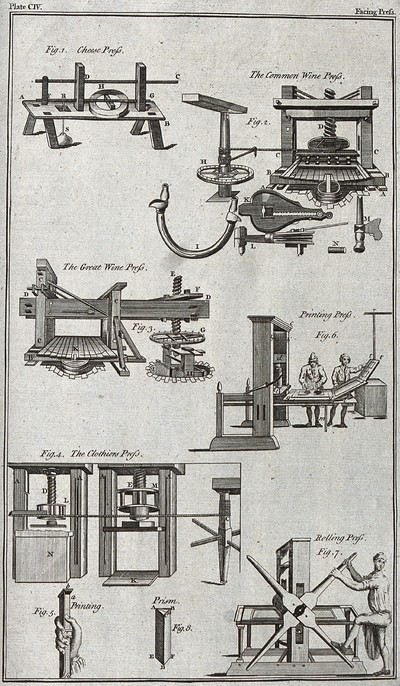 Plate CIV.
Facing Press.
Fig. 1. Cheese Press.
A
B
D
H
G
C
S
B
The Common Wine Press.
Fig. 2.
D
C
C
H
B
B
A
K
I
L
N
M
The Great Wine Press.
D
E
F
D
Fig. 3.
G
C
B
K
Printing Press.
Fig. 6.
Fig. 4. The Clothiers Press.
A
D
L
E
M
N
K
Rolling Press.
Fig. 7.
Fig. 5.
a
Printing.
Prism.
A
B
Fig. 8.
E
F
D